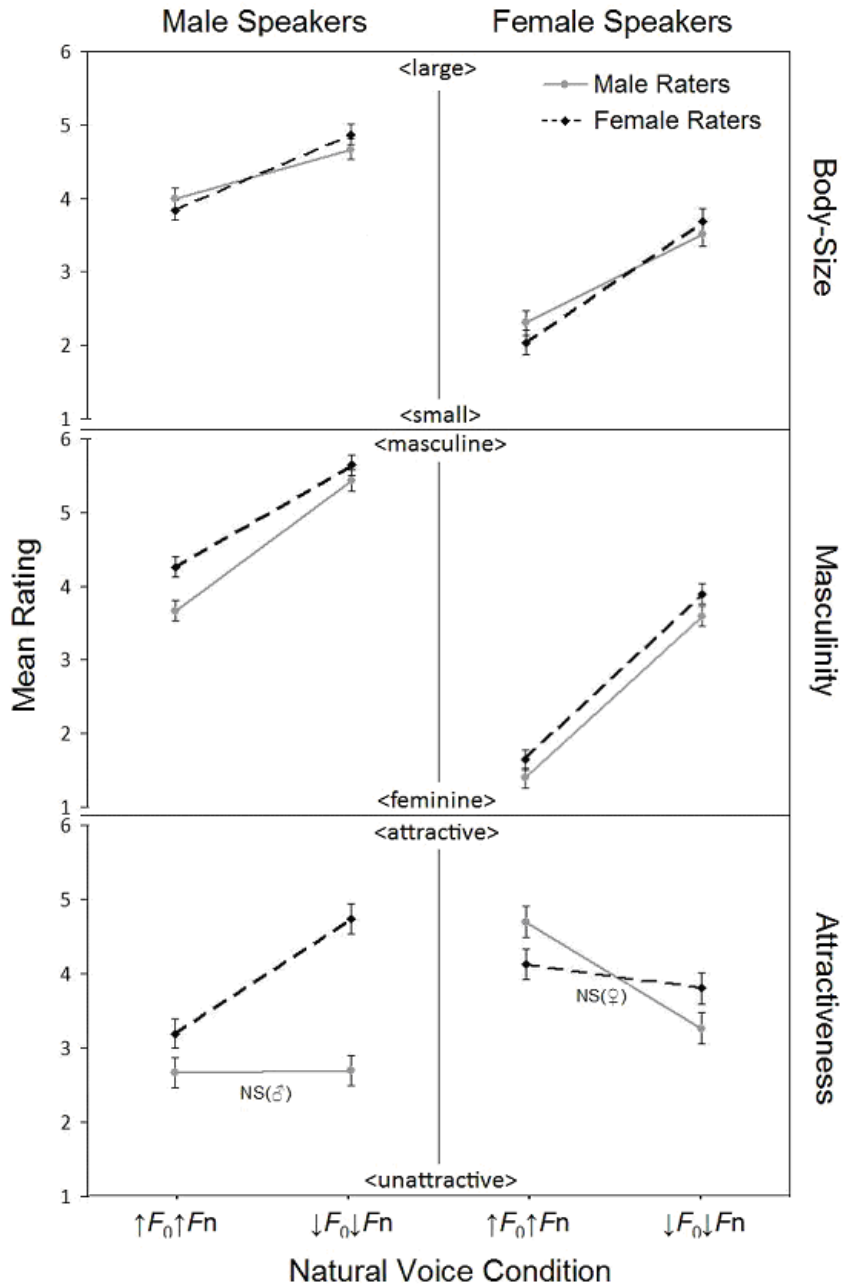 Male Speakers Female Speakers
6
5
4
3
2
1
<large>
<small>
Male Raters
Female Raters
Body-Size
6
5
4
3
2
1
<masculine>
<feminine>
Masculinity
Mean Rating
6
5
4
3
2
1
<attractive>
<unattractive>
NS(♂)
NS(♀)
Attractiveness
↑F₀↑Fn ↓F₀↓Fn ↑F₀↑Fn ↓F₀↓Fn
Natural Voice Condition